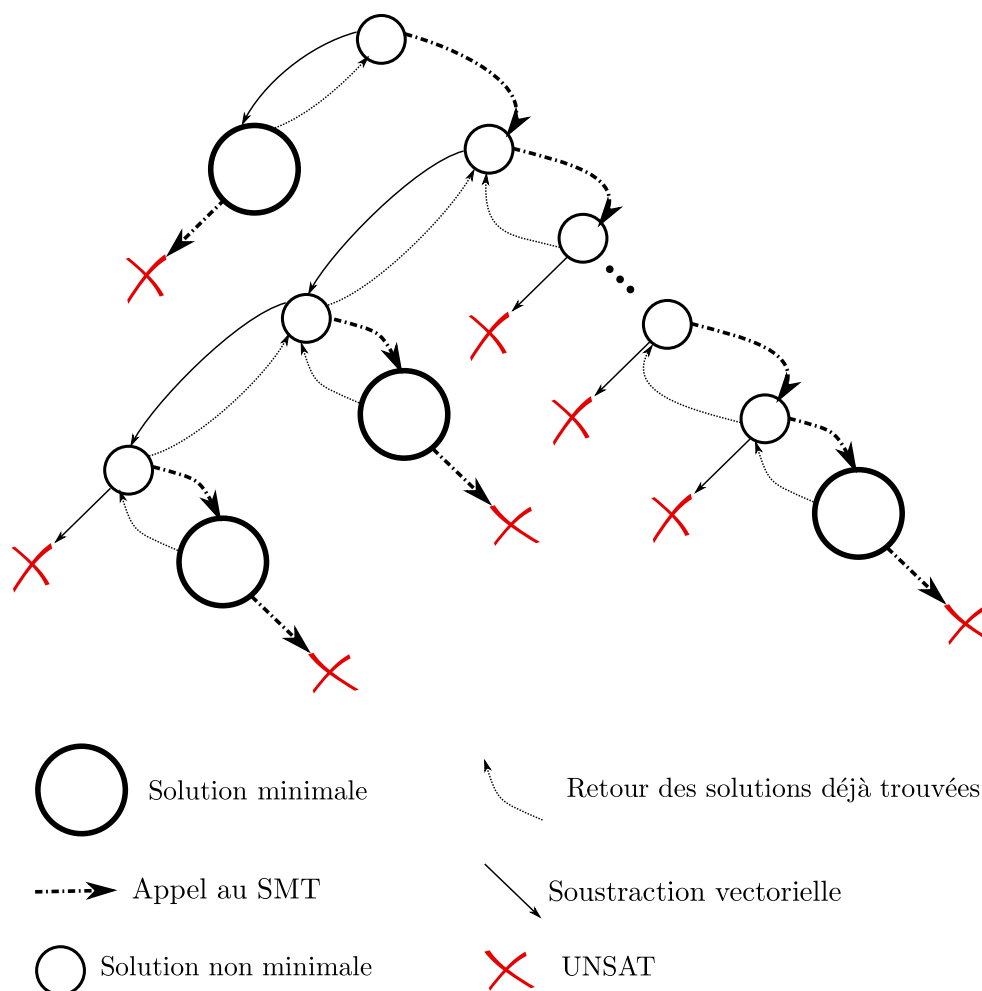 Solution minimale
Retour des solutions déjà trouvées
Appel au SMT
Soustraction vectorielle
Solution non minimale
UNSAT